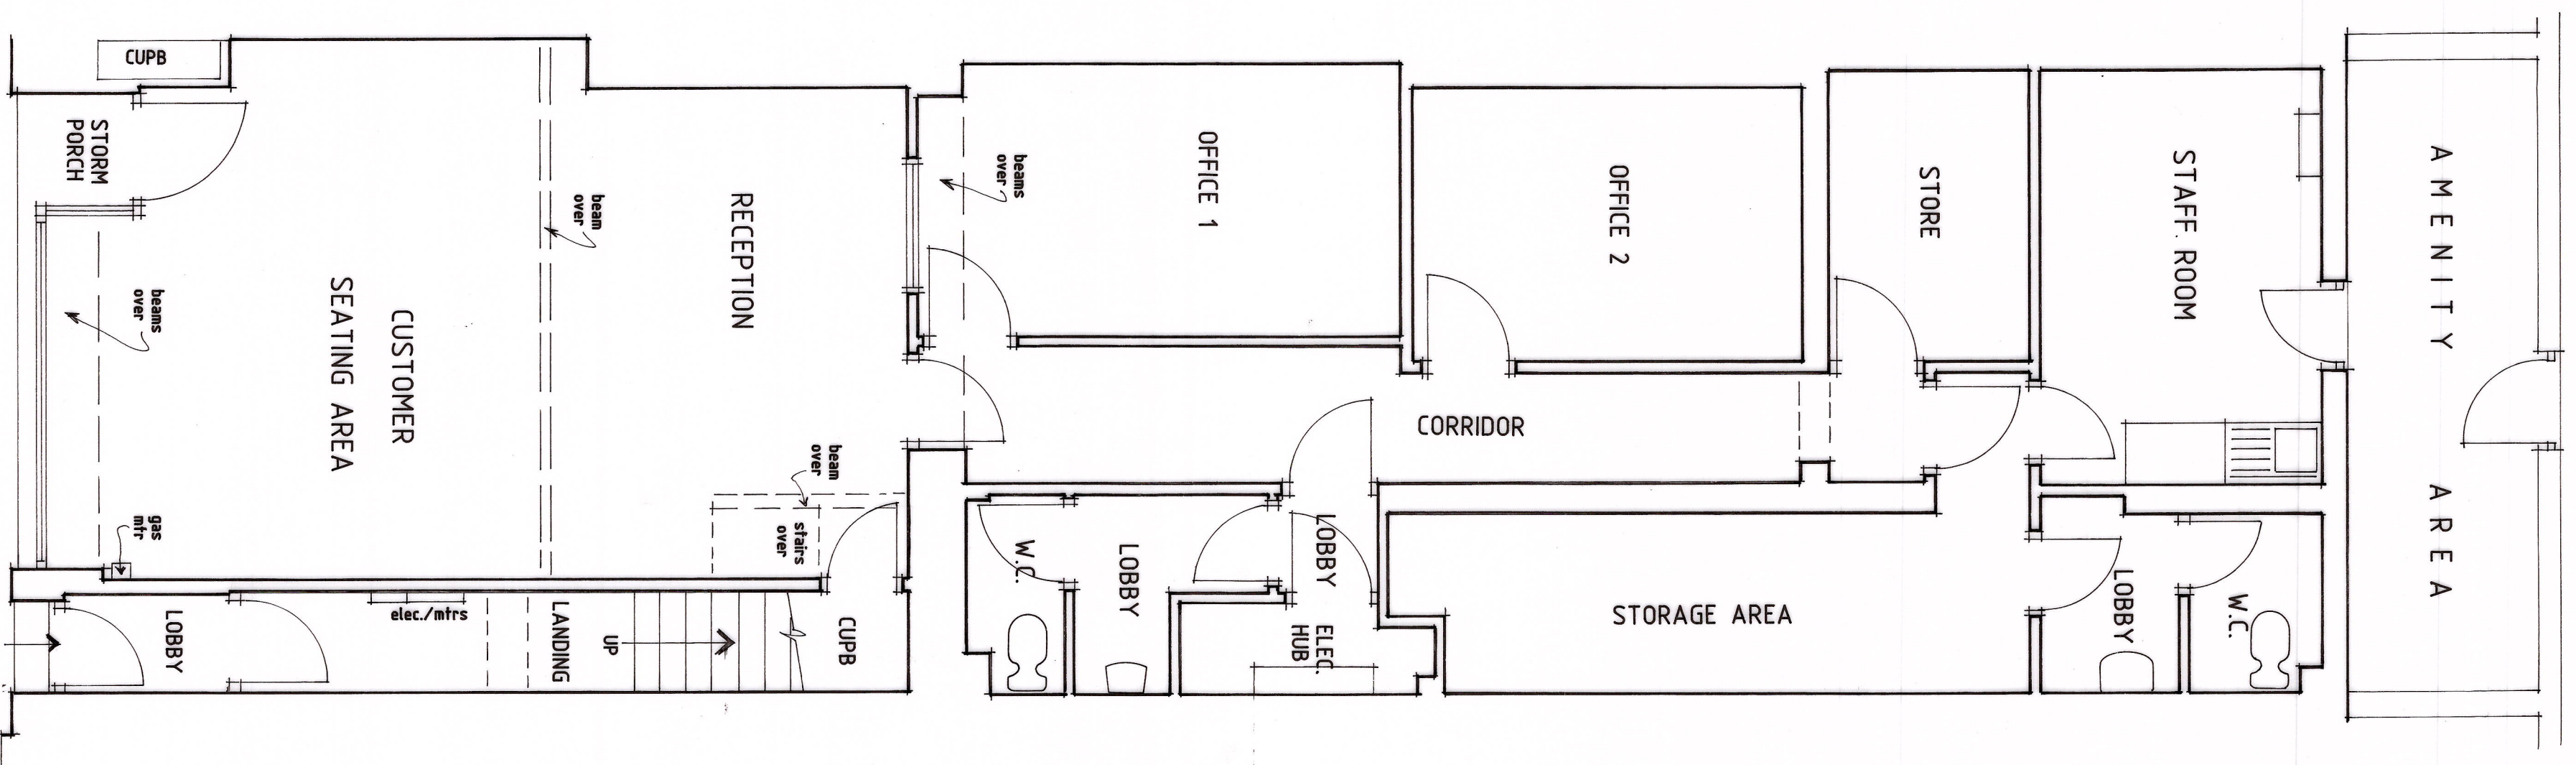 CUPB
STORM
PORCH
beams
over
CUSTOMER
SEATING AREA
gas
mtr
beam
over
RECEPTION
beam
over
stairs
over
LOBBY
elec./mtrs
LANDING
UP
CUPB
beams
over
OFFICE 1
OFFICE 2
STORE
STAFF. ROOM
CORRIDOR
W.C.
LOBBY
LOBBY
ELEC.
HUB
STORAGE AREA
LOBBY
W.C.
AMENITY AREA